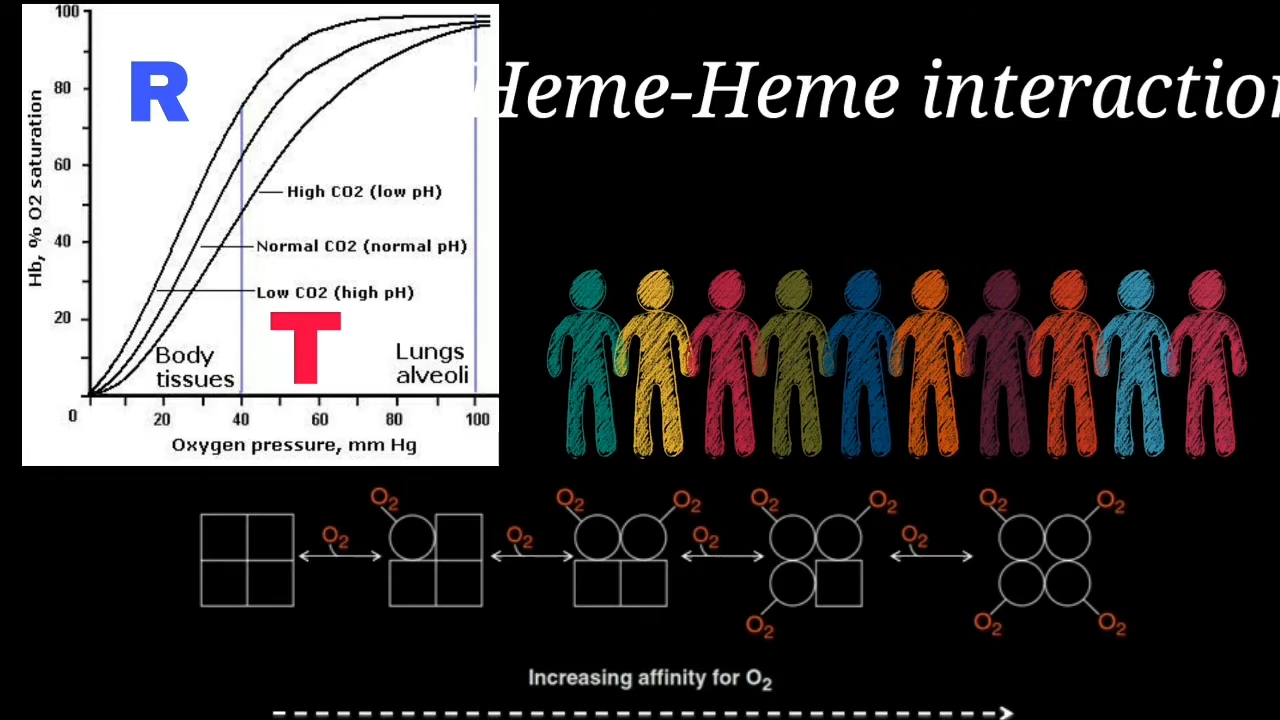 Heme-Heme interaction
R
T
Hb, % O2 saturation
100
80
60
40
20
0
High CO2 (low pH)
Normal CO2 (normal pH)
Low CO2 (high pH)
Body
tissues
Lungs
alveoli
20 40 60 80 100
Oxygen pressure, mm Hg
O2 O2 O2 O2 O2 O2 O2
O2 O2 O2 O2
O2 O2 O2
Increasing affinity for O2